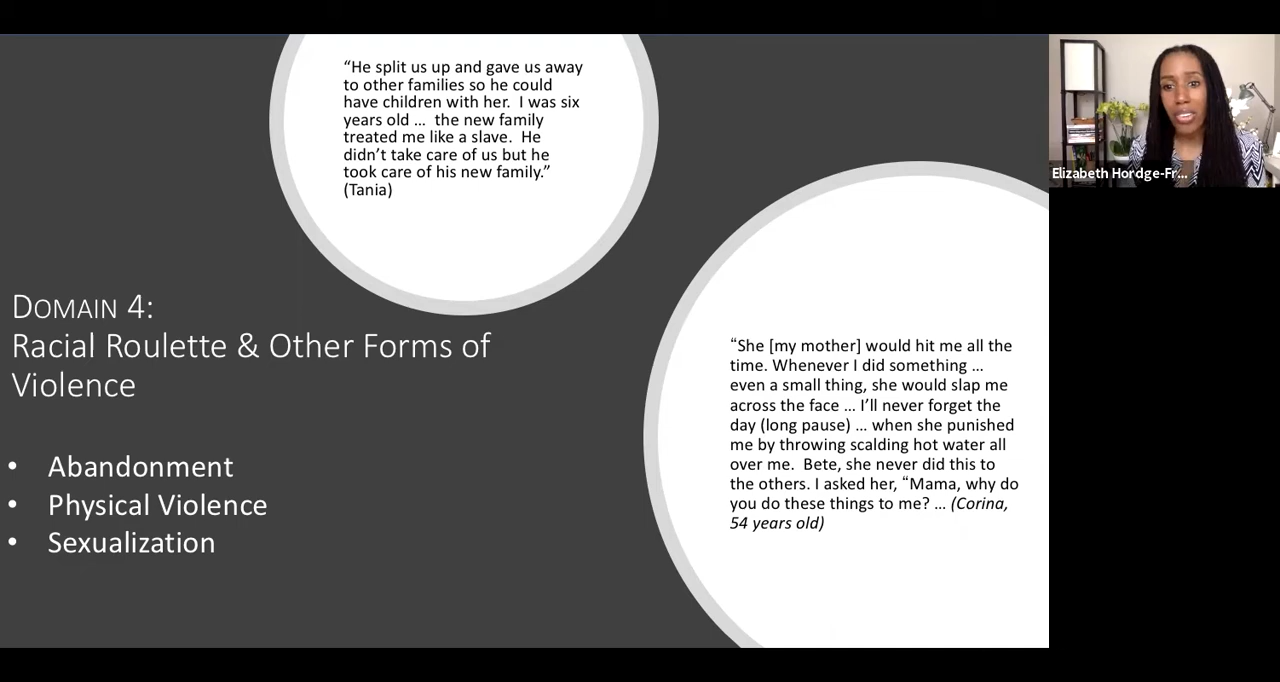 “He split us up and gave us away
to other families so he could
have children with her.  I was six
years old ...  the new family
treated me like a slave.  He
didn’t take care of us but he
took care of his new family.”
(Tania)
Elizabeth Hordge-Fr...
DOMAIN 4:
Racial Roulette & Other Forms of
Violence
• Abandonment
• Physical Violence
• Sexualization
“She [my mother] would hit me all the
time. Whenever I did something ...
even a small thing, she would slap me
across the face ... I’ll never forget the
day (long pause) ... when she punished
me by throwing scalding hot water all
over me.  Bete, she never did this to
the others. I asked her, “Mama, why do
you do these things to me? ... (Corina,
54 years old)